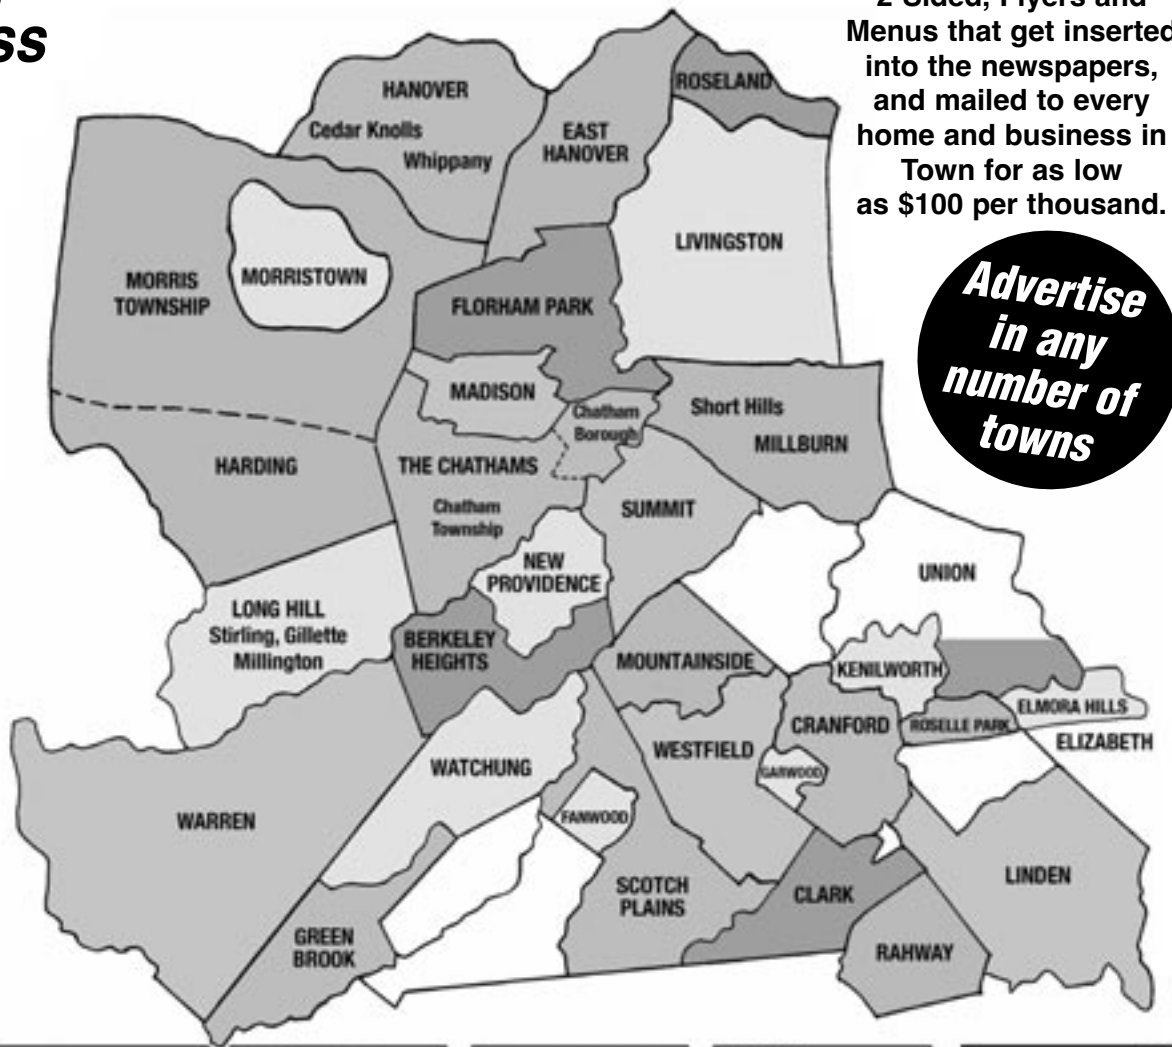 2 Sided, Flyers and
Menus that get inserted
into the newspapers,
and mailed to every
home and business in
Town for as low
as $100 per thousand.
Advertise
in any
number of
towns
HANOVER
Cedar Knolls
Whippany
EAST
HANOVER
ROSELAND
LIVINGSTON
MORRIS
TOWNSHIP
MORRISTOWN
FLORHAM PARK
MADISON
Chatham
Borough
Short Hills
MILLBURN
HARDING
THE CHATHAMS
Chatham
Township
SUMMIT
NEW
PROVIDENCE
UNION
LONG HILL
Stirling, Gillette
Millington
BERKELEY
HEIGHTS
MOUNTAINSIDE
KENILWORTH
ELMORA HILLS
ROSELLE PARK
ELIZABETH
CRANFORD
WESTFIELD
GARWOOD
WATCHUNG
WARREN
FANWOOD
SCOTCH
PLAINS
CLARK
LINDEN
RAHWAY
GREEN
BROOK